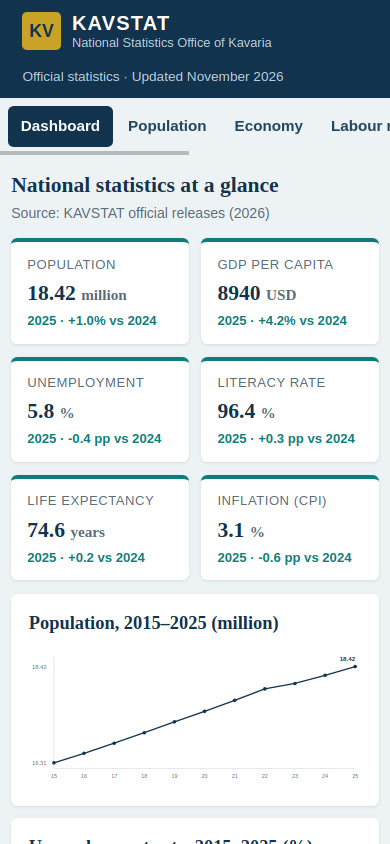 KV
KAVSTAT
National Statistics Office of Kavaria
Official statistics · Updated November 2026
Dashboard Population Economy Labour
National statistics at a glance
Source: KAVSTAT official releases (2026)
POPULATION
18.42 million
2025 · +1.0% vs 2024
GDP PER CAPITA
8940 USD
2025 · +4.2% vs 2024
UNEMPLOYMENT
5.8 %
2025 · -0.4 pp vs 2024
LITERACY RATE
96.4 %
2025 · +0.3 pp vs 2024
LIFE EXPECTANCY
74.6 years
2025 · +0.2 vs 2024
INFLATION (CPI)
3.1 %
2025 · -0.6 pp vs 2024
Population, 2015–2025 (million)
18.42
18.42
16.31
15 16 17 18 19 20 21 22 23 24 25
2015–2025 (%)